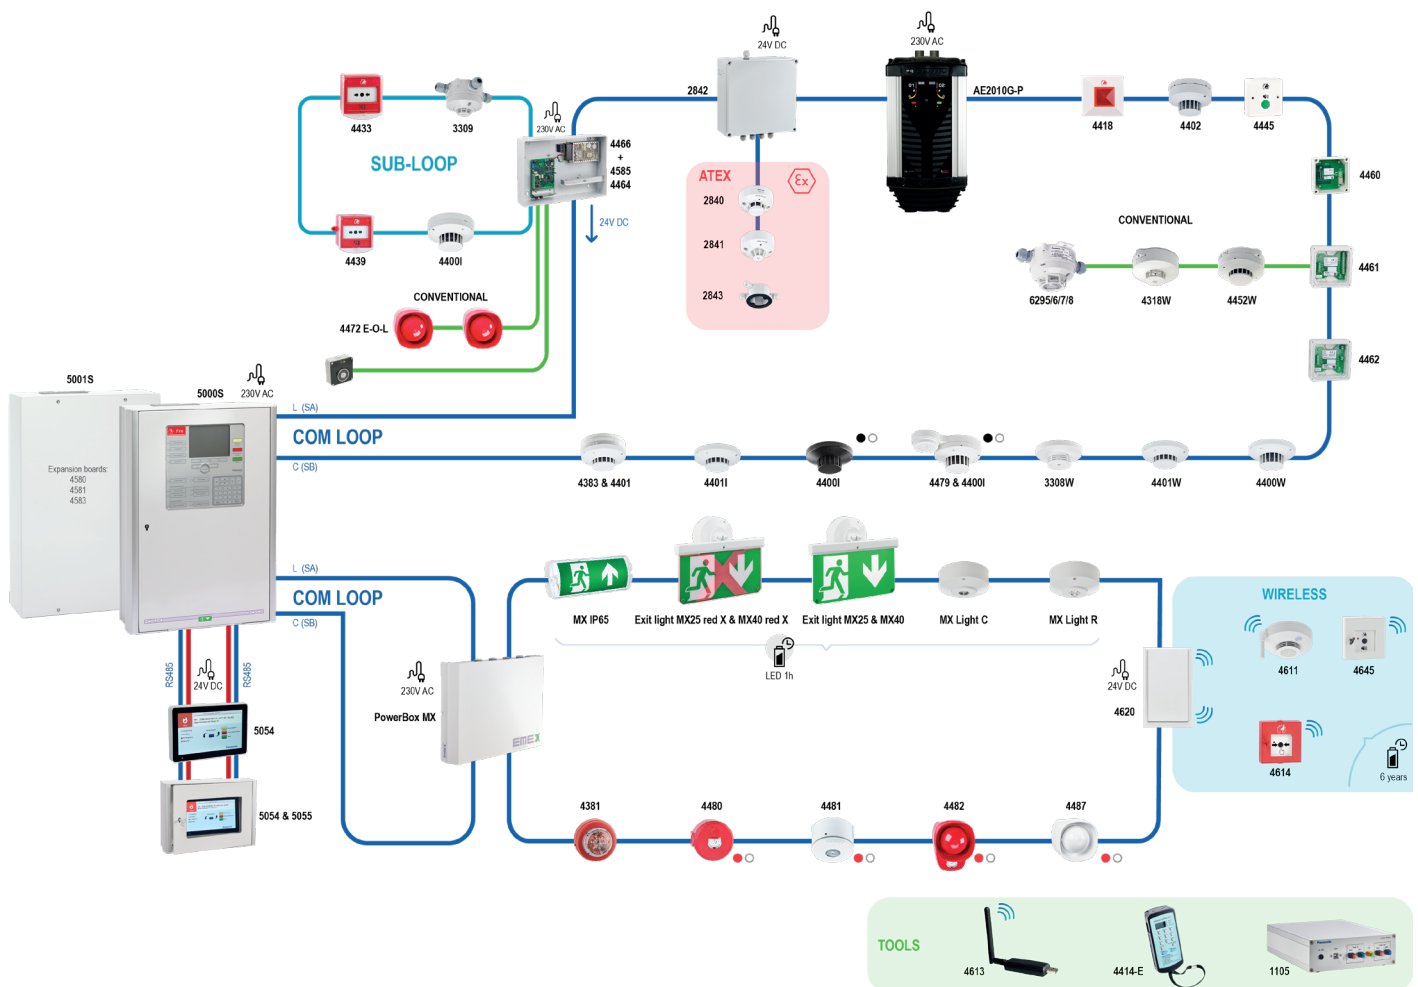 24V DC
230V AC
2842
AE2010G-P
4433
3309
230V AC
4466
+
4585
4464
SUB-LOOP
24V DC
4439
4400I
ATEX
Ex
2840
2841
2843
4418
4402
4445
4460
CONVENTIONAL
4461
6295/6/7/8
4318W
4452W
4462
CONVENTIONAL
4472 E-O-L
5001S
5000S
230V AC
L (SA)
COM LOOP
C (SB)
Expansion boards:
4580
4581
4583
4383 & 4401
4401I
4400I
4479 & 4400I
3308W
4401W
4400W
L (SA)
COM LOOP
C (SB)
MX IP65
Exit light MX25 red X & MX40 red X
Exit light MX25 & MX40
MX Light C
MX Light R
LED 1h
230V AC
PowerBox MX
EMEX
24V DC
4620
WIRELESS
4611
4645
4614
6 years
RS485
24V DC
RS485
5054
5054 & 5055
4381
4480
4481
4482
4487
TOOLS
4613
4414-E
1105